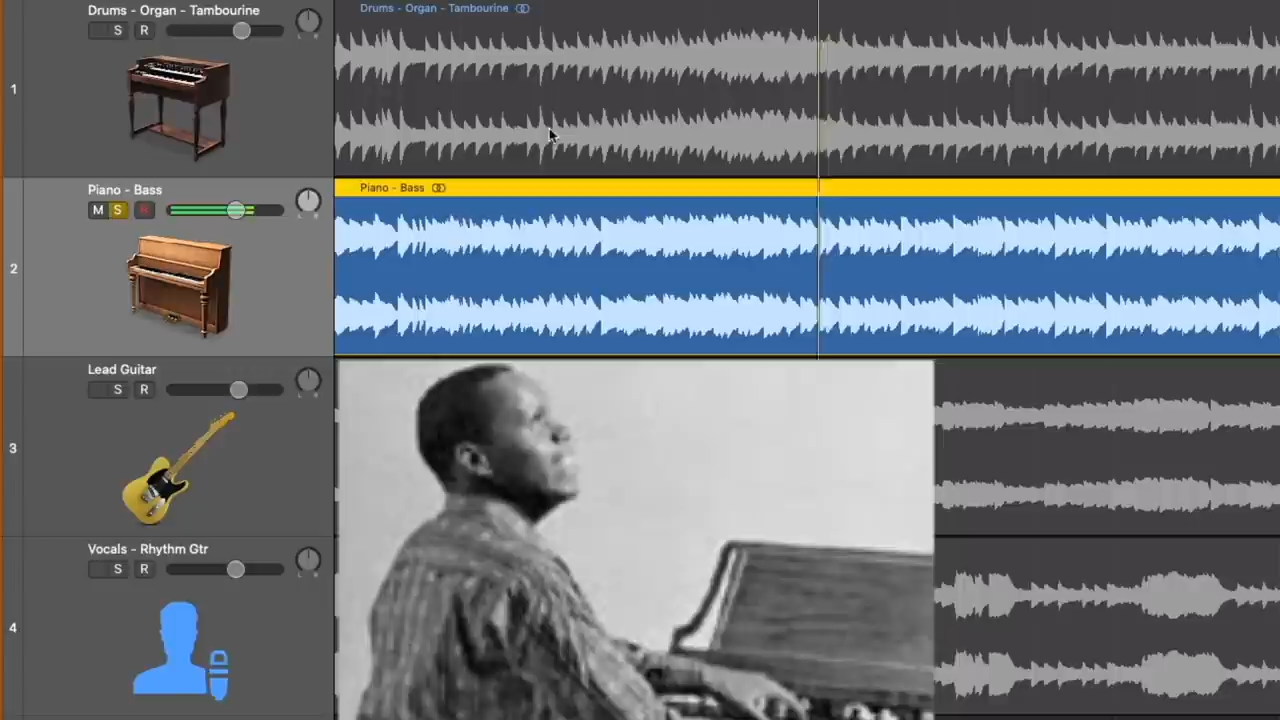 Drums - Organ - Tambourine
S R
1
Drums - Organ - Tambourine
Piano - Bass
M S R
2
Piano - Bass
Lead Guitar
S R
3
Vocals - Rhythm Gtr
S R
4